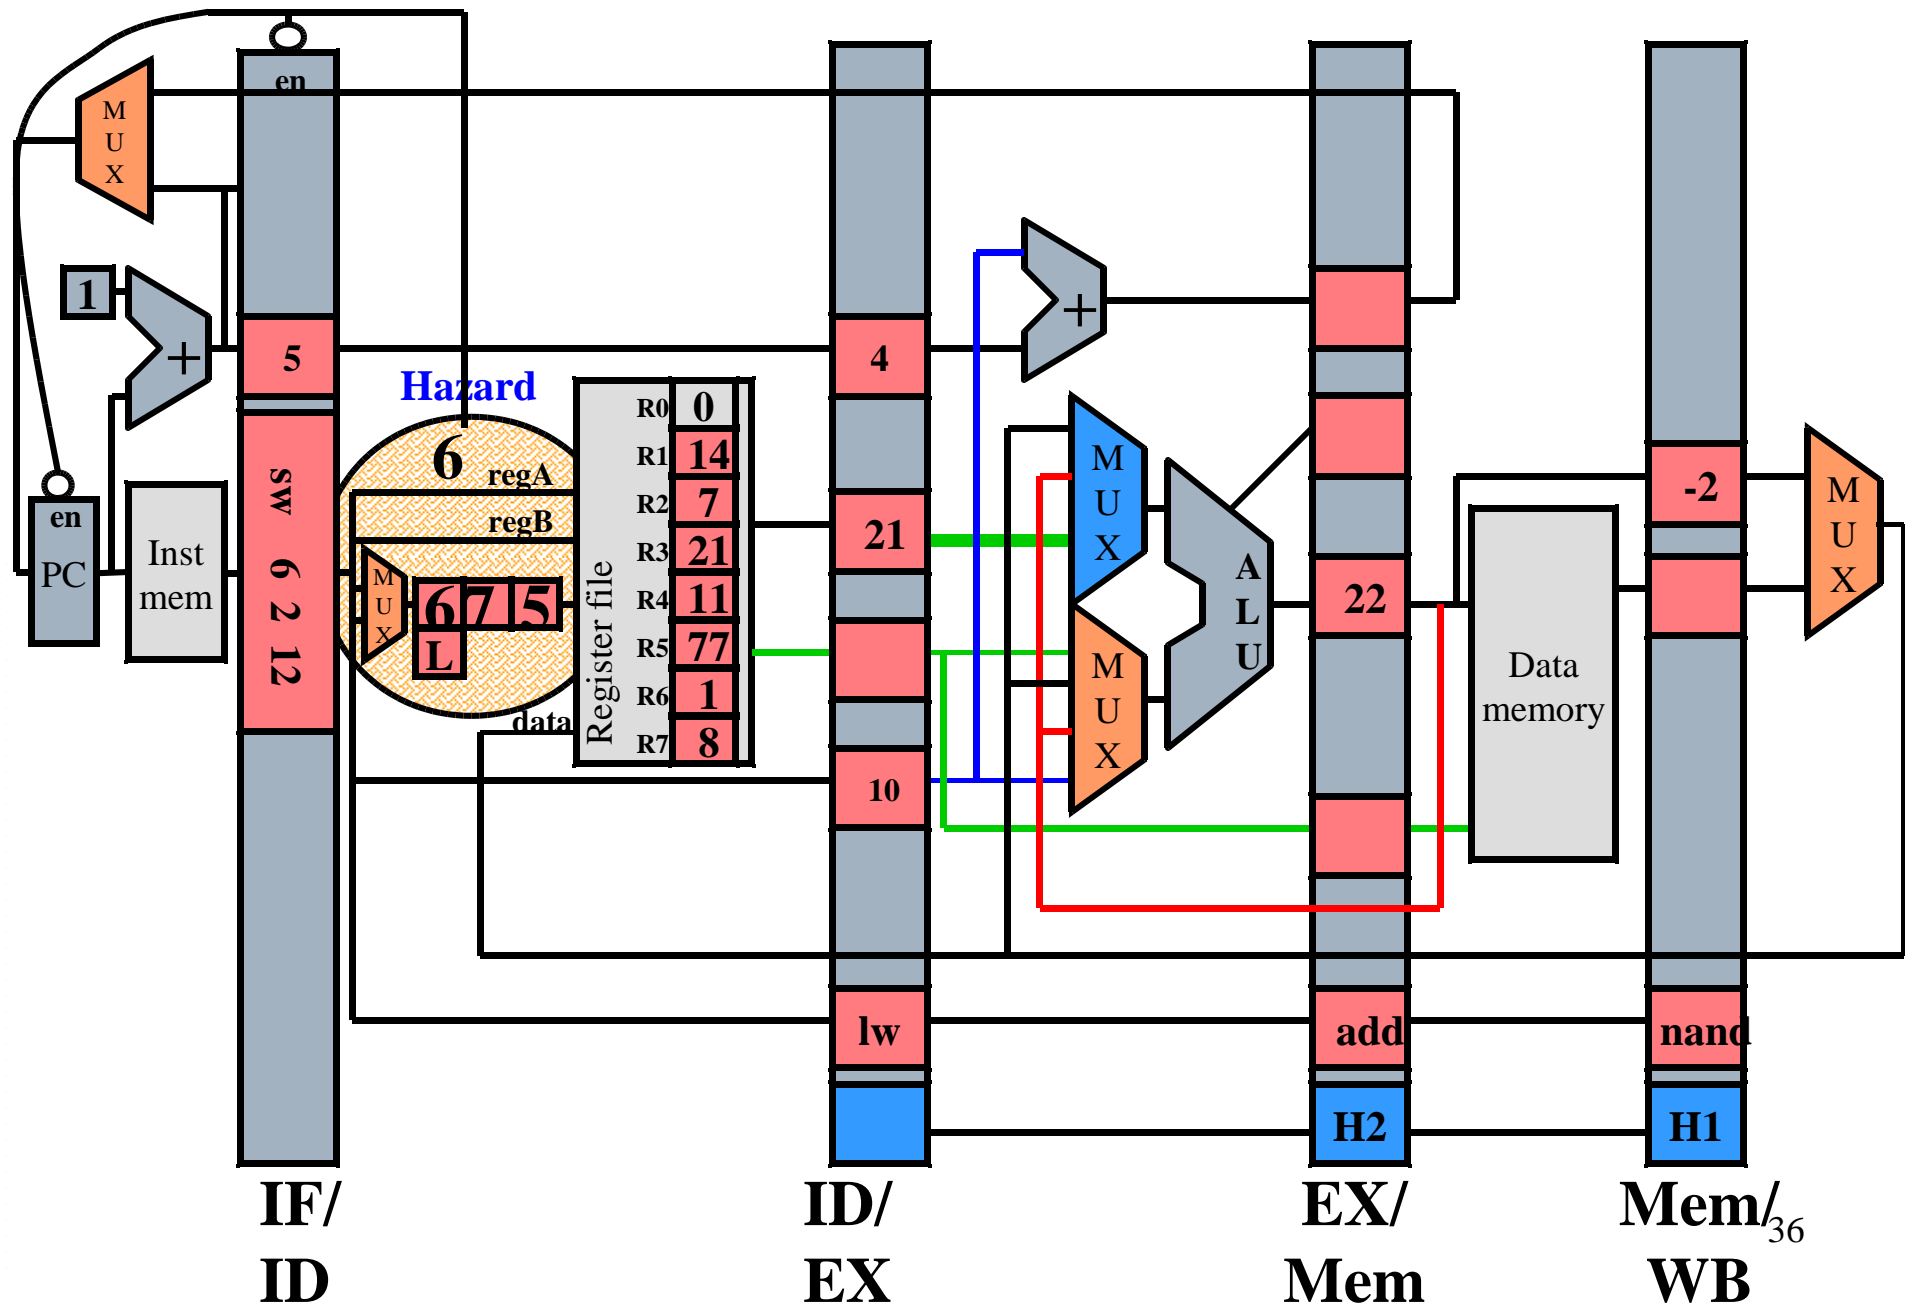 en
M
U
X
1
+
5
4
+
Hazard
6
regA
regB
data
sw 6 2 12
en
PC
Inst
mem
M
U
X
6 7 5
L
Register file
R0 0
R1 14
R2 7
R3 21
R4 11
R5 77
R6 1
R7 8
21
10
M
U
X
M
U
X
A
L
U
22
Data
memory
-2
M
U
X
lw
add
nand
H2
H1
IF/
ID
ID/
EX
EX/
Mem
Mem/
WB
36